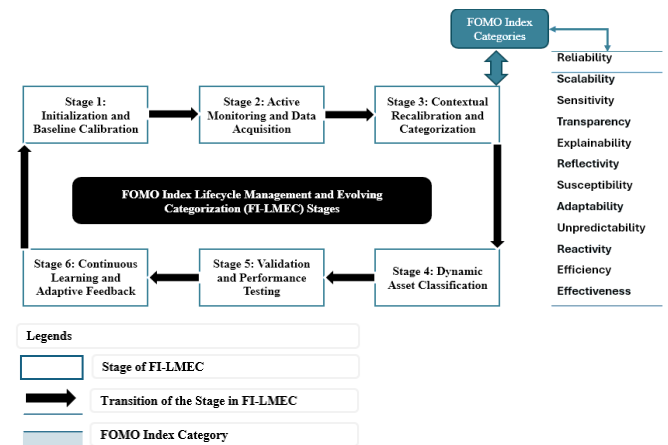 FOMO Index
Categories
Reliability
Scalability
Sensitivity
Transparency
Explainability
Reflectivity
Susceptibility
Adaptability
Unpredictability
Reactivity
Efficiency
Effectiveness
Stage 1:
Initialization and
Baseline Calibration
Stage 2: Active
Monitoring and Data
Acquisition
Stage 3: Contextual
Recalibration and
Categorization
FOMO Index Lifecycle Management and Evolving
Categorization (FI-LMEC) Stages
Stage 6: Continuous
Learning and
Adaptive Feedback
Stage 5: Validation
and Performance
Testing
Stage 4: Dynamic
Asset Classification
Legends
Stage of FI-LMEC
Transition of the Stage in FI-LMEC
FOMO Index Category